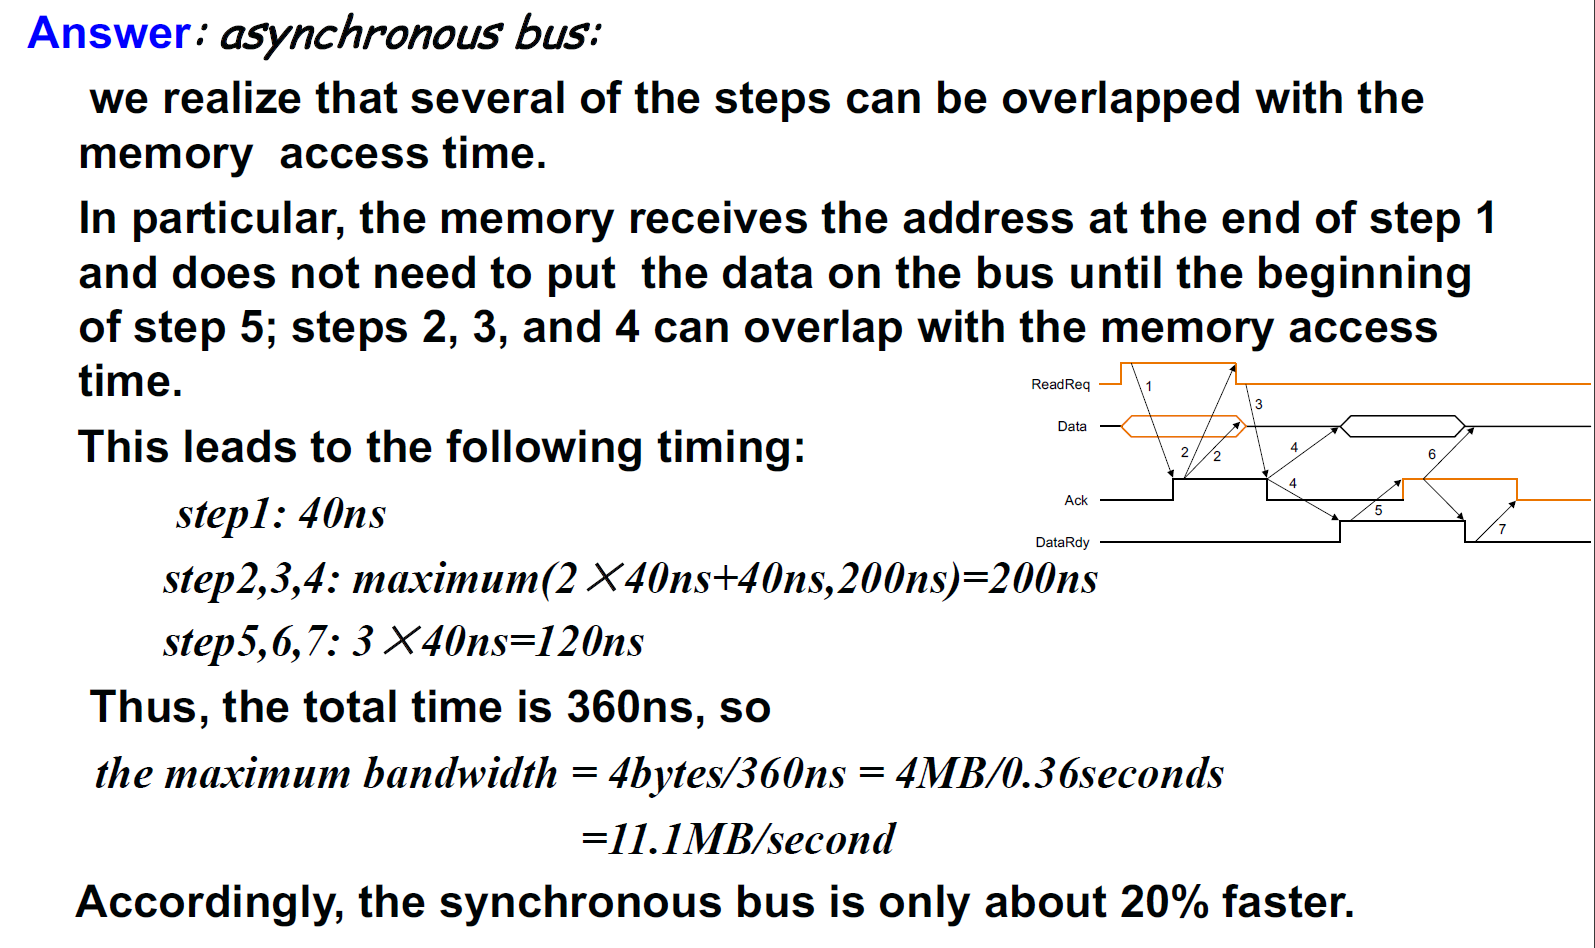 Answer: asynchronous bus:
we realize that several of the steps can be overlapped with the
memory access time.
In particular, the memory receives the address at the end of step 1
and does not need to put the data on the bus until the beginning
of step 5; steps 2, 3, and 4 can overlap with the memory access
time.
ReadReq
1
3
Data
2
2
4
6
Ack
4
5
DataRdy
7
This leads to the following timing:
step1: 40ns
step2,3,4: maximum(2×40ns+40ns,200ns)=200ns
step5,6,7: 3×40ns=120ns
Thus, the total time is 360ns, so
the maximum bandwidth = 4bytes/360ns = 4MB/0.36seconds
=11.1MB/second
Accordingly, the synchronous bus is only about 20% faster.